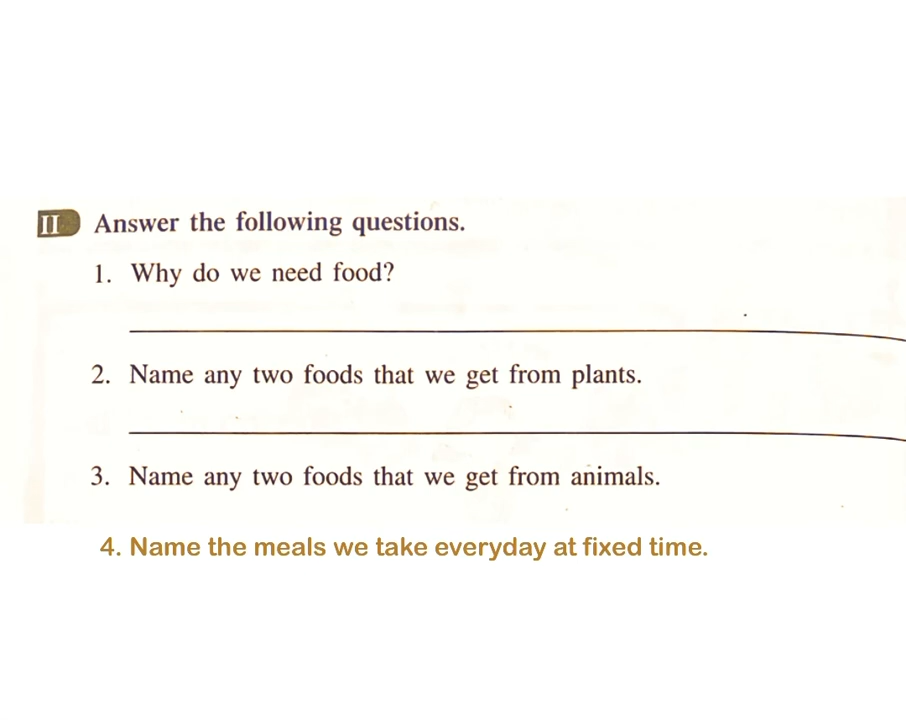 II Answer the following questions.
1. Why do we need food?
2. Name any two foods that we get from plants.
3. Name any two foods that we get from animals.
4. Name the meals we take everyday at fixed time.